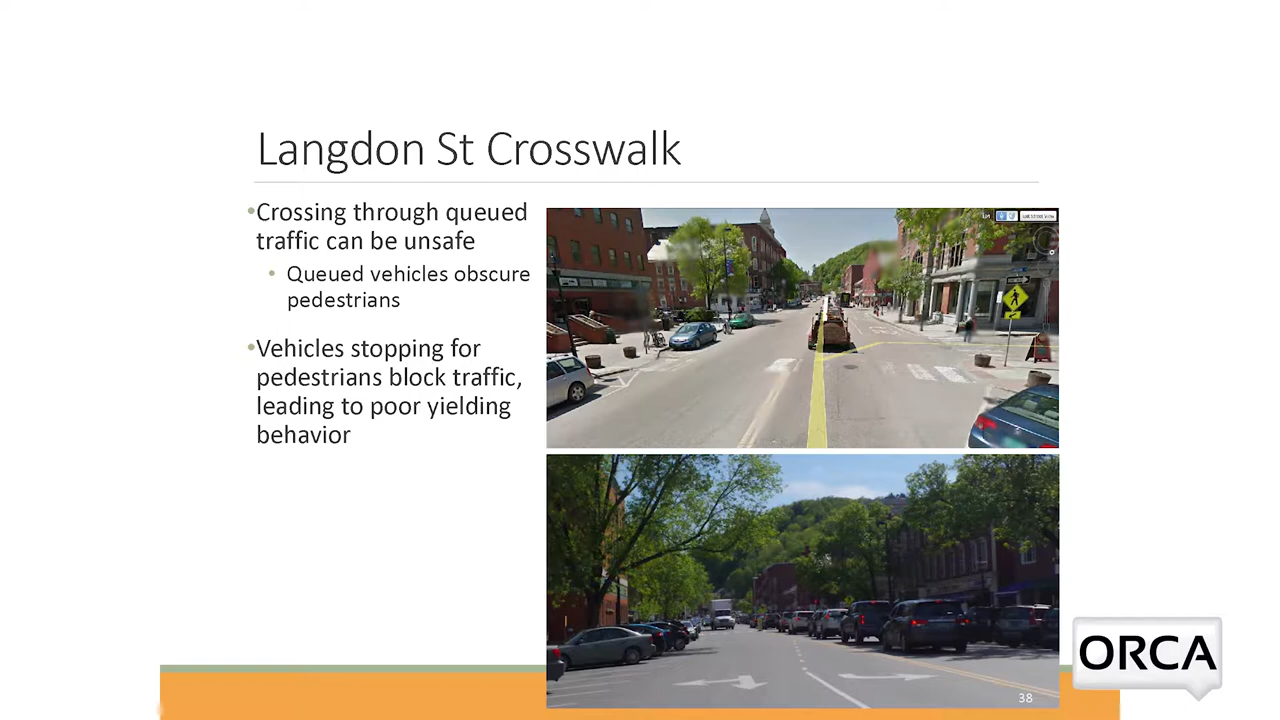 Langdon St Crosswalk
•Crossing through queued
traffic can be unsafe
• Queued vehicles obscure
pedestrians
•Vehicles stopping for
pedestrians block traffic,
leading to poor yielding
behavior
38
ORCA